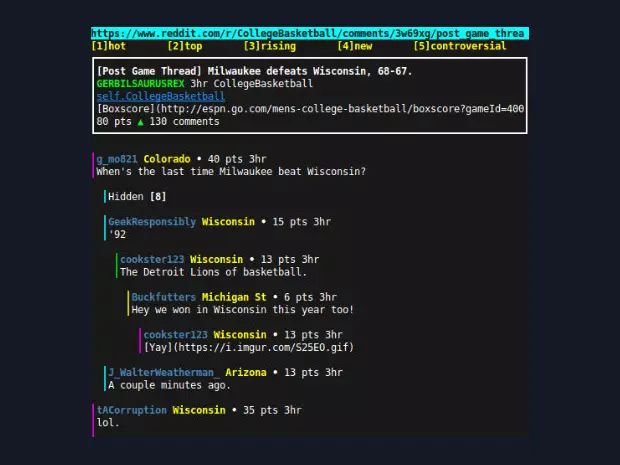 https://www.reddit.com/r/CollegeBasketball/comments/3w69xg/post_game_threa
[1]hot [2]top [3]rising [4]new [5]controversial
[Post Game Thread] Milwaukee defeats Wisconsin, 68-67.
GERBILSAURUSREX 3hr CollegeBasketball
self.CollegeBasketball
[Boxscore](http://espn.go.com/mens-college-basketball/boxscore?gameId=400
80 pts ▲ 130 comments
g_mo821 Colorado • 40 pts 3hr
When's the last time Milwaukee beat Wisconsin?
Hidden [8]
GeekResponsibly Wisconsin • 15 pts 3hr
'92
cookster123 Wisconsin • 13 pts 3hr
The Detroit Lions of basketball.
Buckfutters Michigan St • 6 pts 3hr
Hey we won in Wisconsin this year too!
cookster123 Wisconsin • 13 pts 3hr
[Yay](https://i.imgur.com/S25EO.gif)
J_WalterWeatherman_ Arizona • 13 pts 3hr
A couple minutes ago.
tACorruption Wisconsin • 35 pts 3hr
lol.